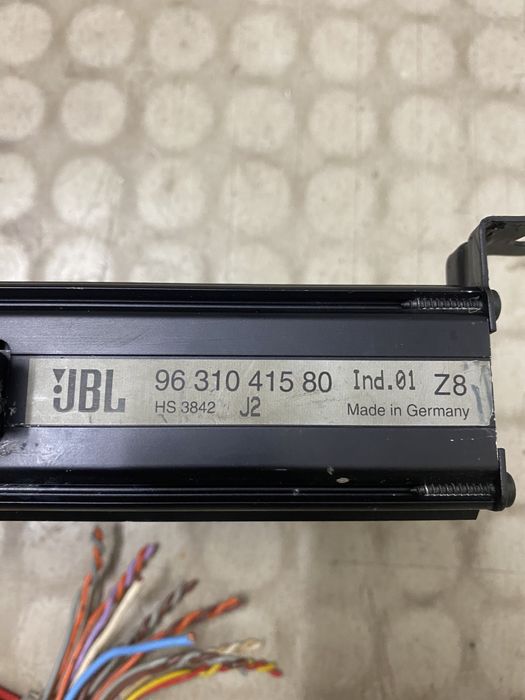 JBL 96 310 415 80 Ind.01 Z8
HS 3842 J2 Made in Germany